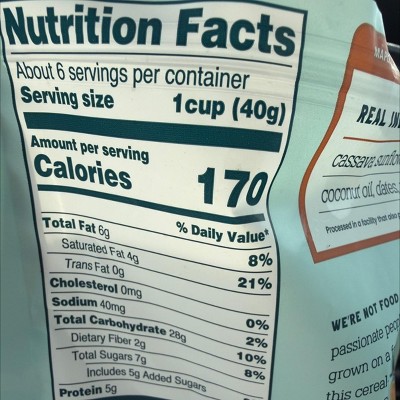 Nutrition Facts
About 6 servings per container
Serving size 1cup (40g)
Amount per serving
Calories 170
% Daily Value*
Total Fat 6g 8%
Saturated Fat 4g 21%
Trans Fat 0g
Cholesterol 0mg 0%
Sodium 40mg 2%
Total Carbohydrate 28g 10%
Dietary Fiber 2g 8%
Total Sugars 7g
Includes 5g Added Sugars
Protein 5g
REAL
cassava
coconut oil, dates,
Processed in a facility that also
WE'RE NOT FOOD
passionate
grown on a
this cereal